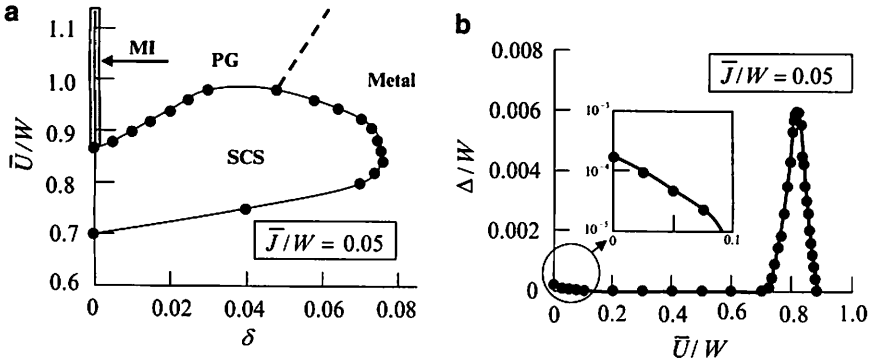 a
1.1
1.0
0.9
0.8
0.7
0.6
U̅/W
MI
PG
Metal
SCS
J̅/W = 0.05
0
0.02
0.04
0.06
0.08
δ
b
0.008
0.006
0.004
0.002
0
Δ/W
J̅/W = 0.05
10⁻³
10⁻⁴
10⁻⁵
0
0.1
0
0.2
0.4
0.6
0.8
1.0
U̅/W